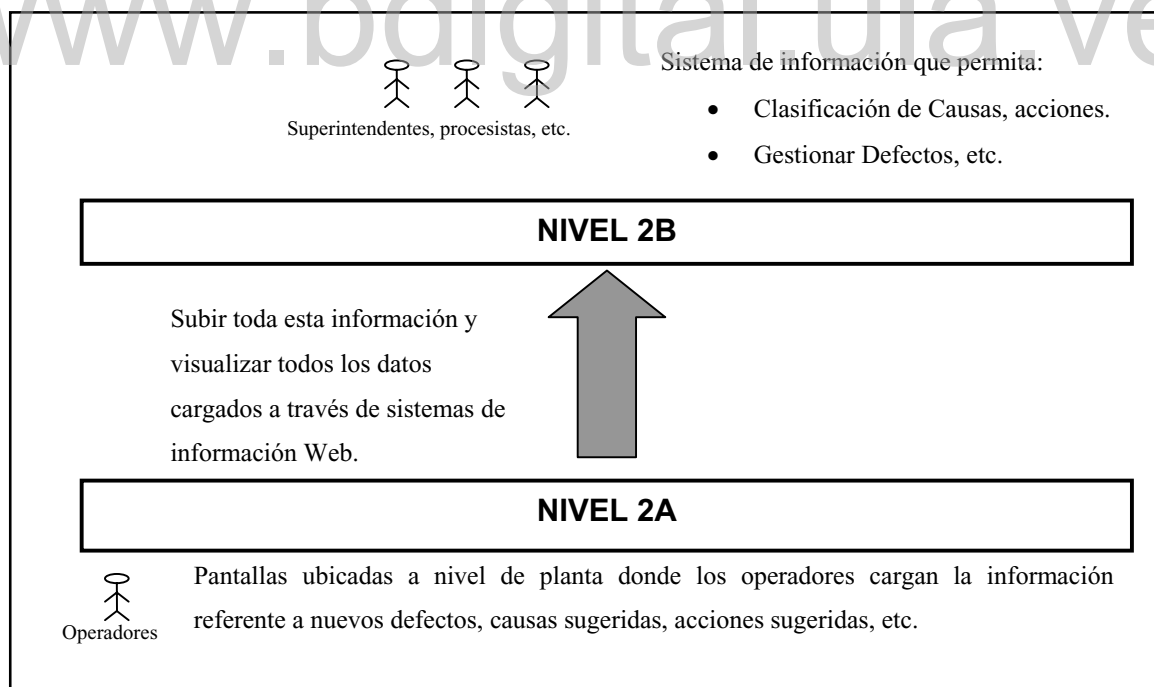 www.bdigital.ula.ve
Sistema de información que permita:
• Clasificación de Causas, acciones.
• Gestionar Defectos, etc.
Superintendentes, procesistas, etc.
NIVEL 2B
Subir toda esta información y
visualizar todos los datos
cargados a través de sistemas de
información Web.
NIVEL 2A
Pantallas ubicadas a nivel de planta donde los operadores cargan la información
referente a nuevos defectos, causas sugeridas, acciones sugeridas, etc.
Operadores